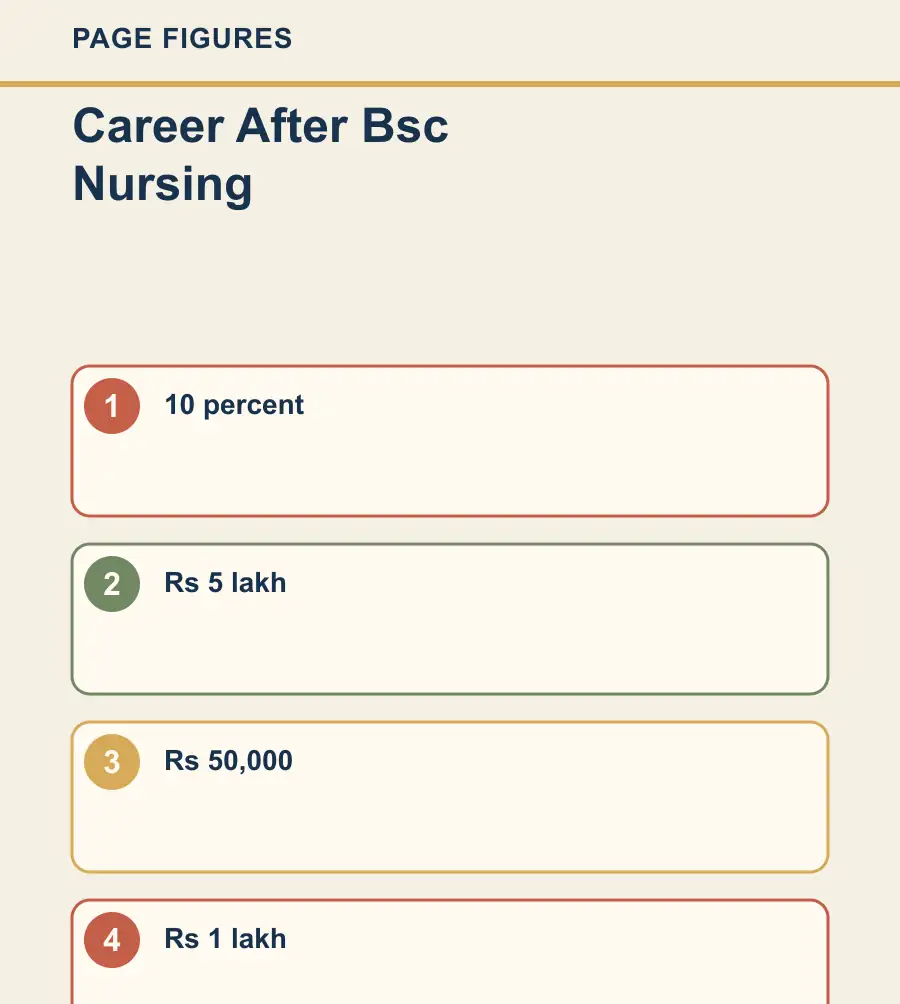 PAGE FIGURES
Career After Bsc
Nursing
1
10 percent
2
Rs 5 lakh
3
Rs 50,000
4
Rs 1 lakh